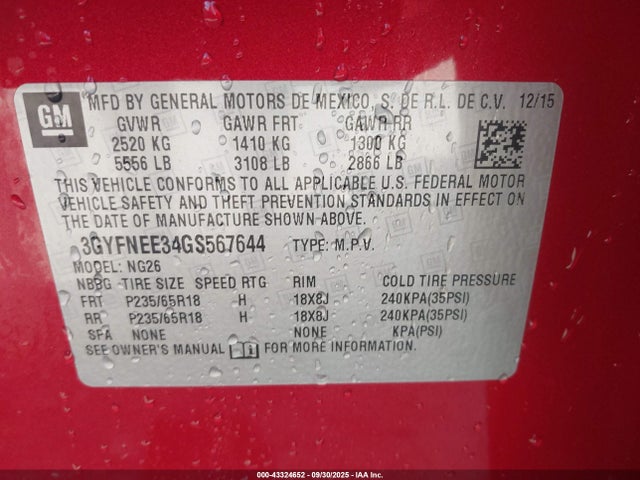 GM
MFD BY GENERAL MOTORS DE MEXICO, S. DE R.L. DE C.V. 12/15
GVWR GAWR FRT GAWR RR
2520 KG 1410 KG 1300 KG
5556 LB 3108 LB 2866 LB
THIS VEHICLE CONFORMS TO ALL APPLICABLE U.S. FEDERAL MOTOR
VEHICLE SAFETY AND THEFT PREVENTION STANDARDS IN EFFECT ON
THE DATE OF MANUFACTURE SHOWN ABOVE.
3GYFNEE34GS567644 TYPE: M.P.V.
MODEL: NG26
NBBG TIRE SIZE SPEED RTG RIM COLD TIRE PRESSURE
FRT P235/65R18 H 18X8J 240KPA(35PSI)
RR P235/65R18 H 18X8J 240KPA(35PSI)
SFA NONE NONE KPA(PSI)
SEE OWNER'S MANUAL FOR MORE INFORMATION.
000-43324652 - 09/30/2025 - IAA Inc.